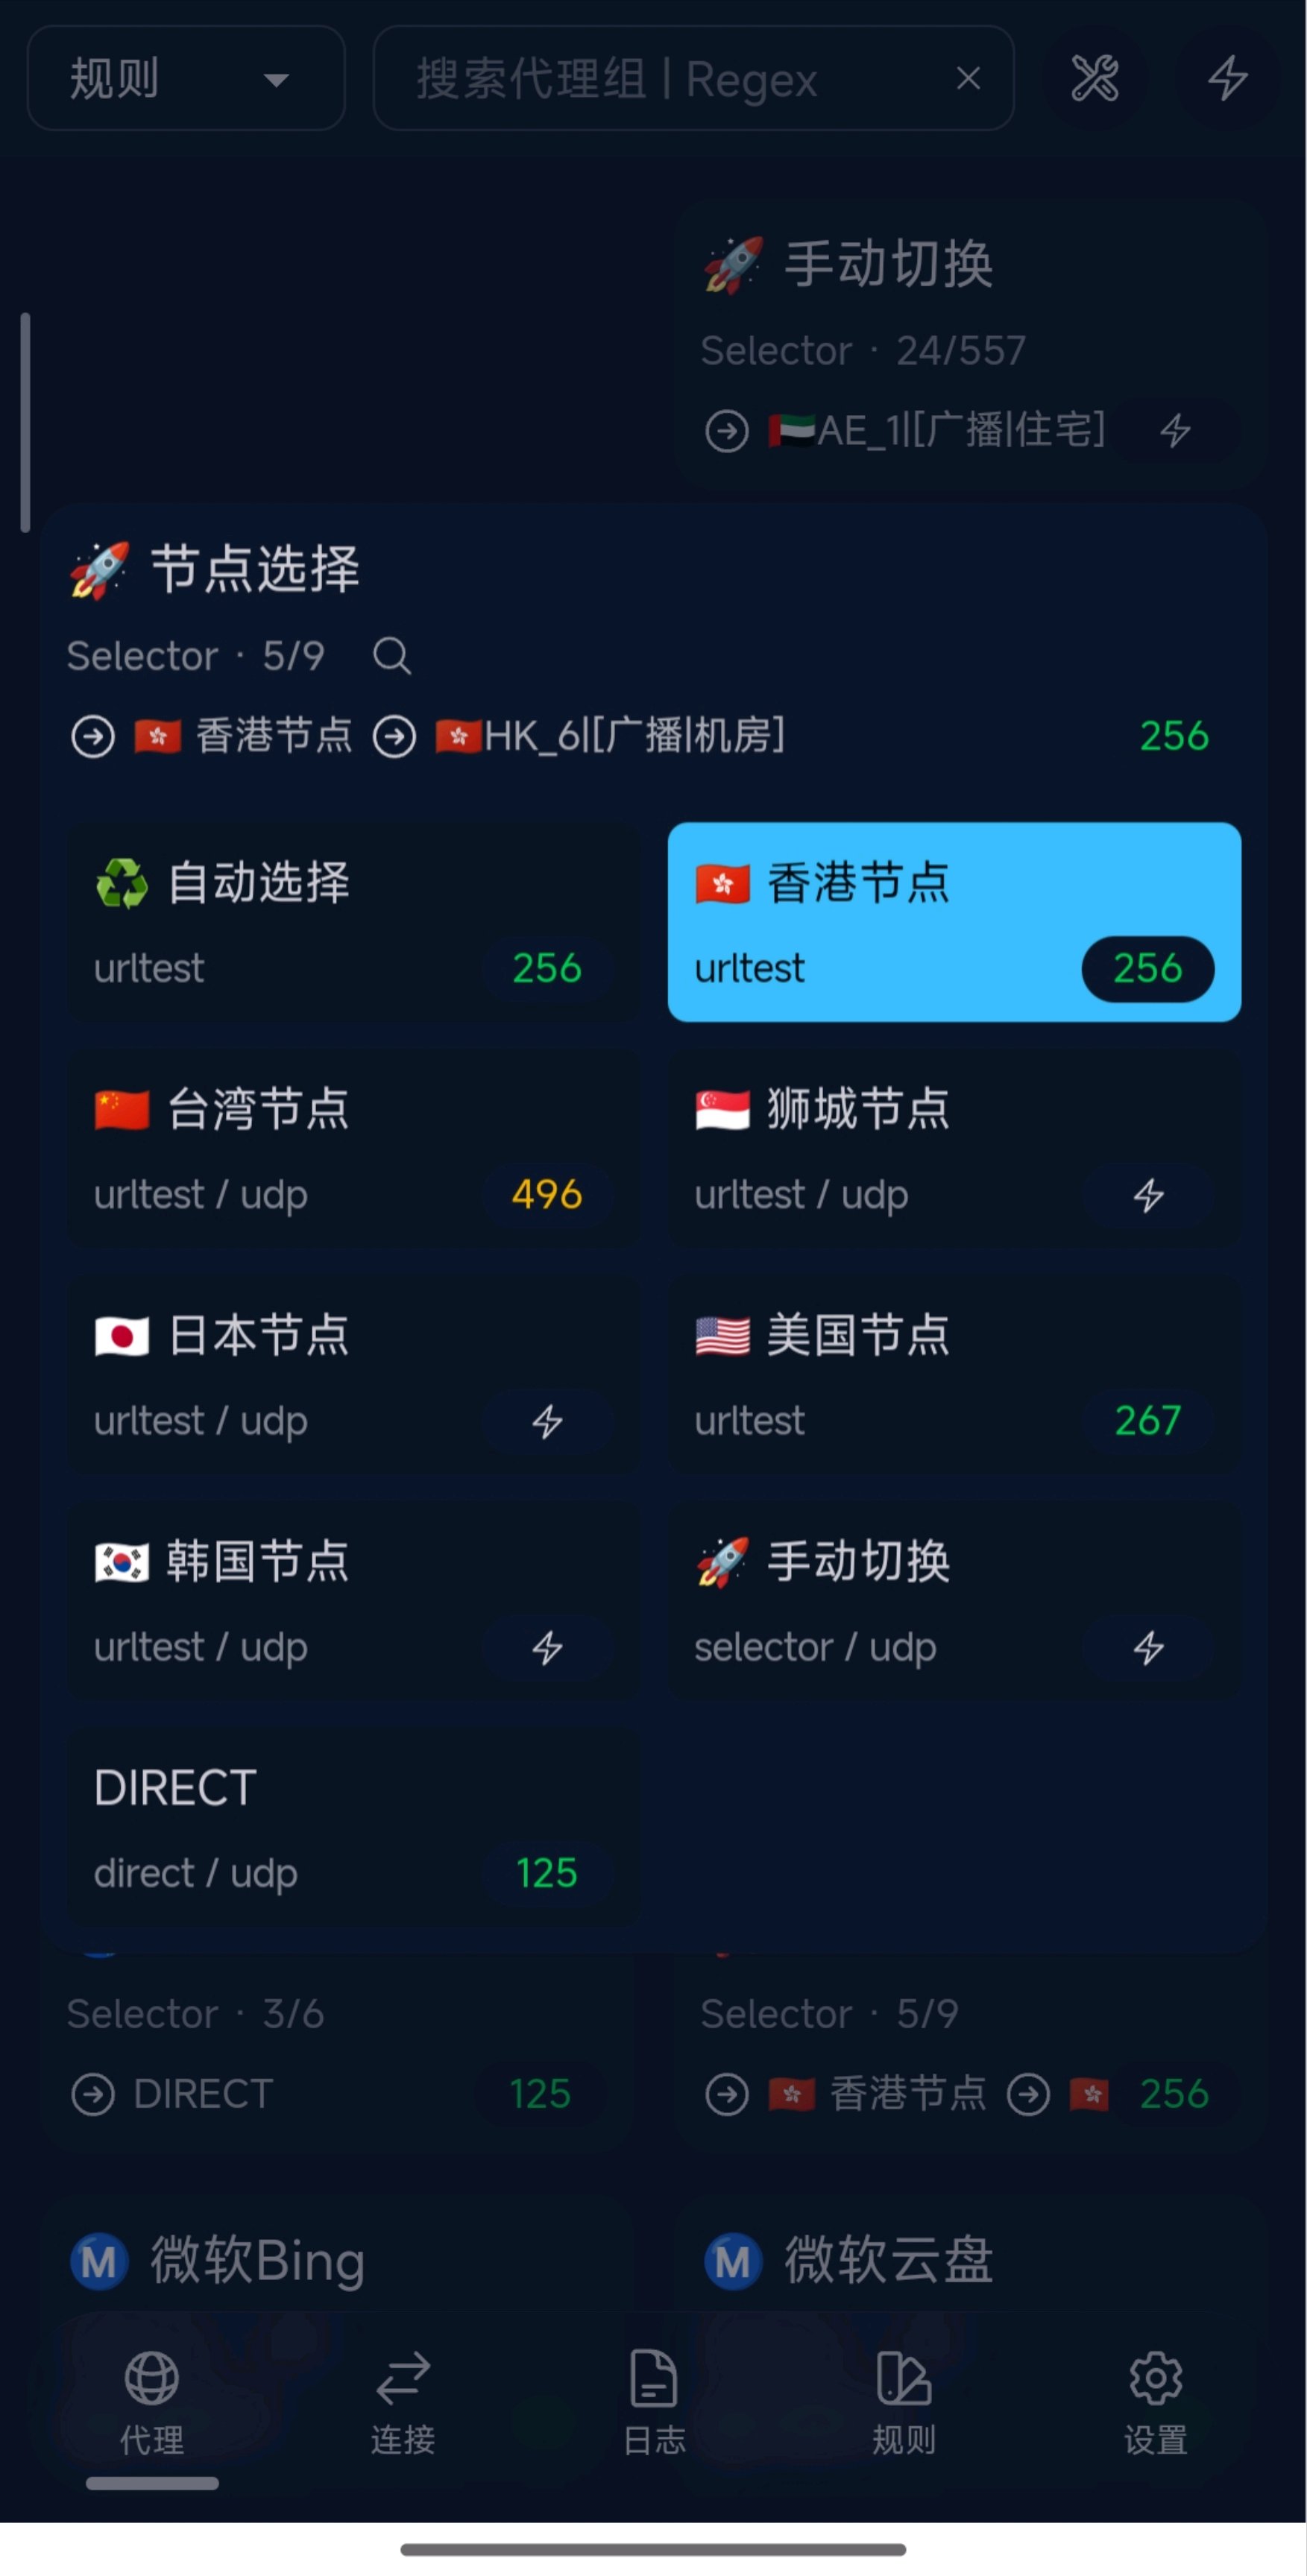 规则
搜索代理组 | Regex
手动切换
Selector · 24/557
AE_1|[广播|住宅]
节点选择
Selector · 5/9
香港节点 HK_6|[广播|机房] 256
自动选择
urltest 256
香港节点
urltest 256
台湾节点
urltest / udp 496
狮城节点
urltest / udp
日本节点
urltest / udp
美国节点
urltest 267
韩国节点
urltest / udp
手动切换
selector / udp
DIRECT
direct / udp 125
Selector · 3/6
DIRECT 125
Selector · 5/9
香港节点 256
M 微软Bing
M 微软云盘
代理
连接
日志
规则
设置